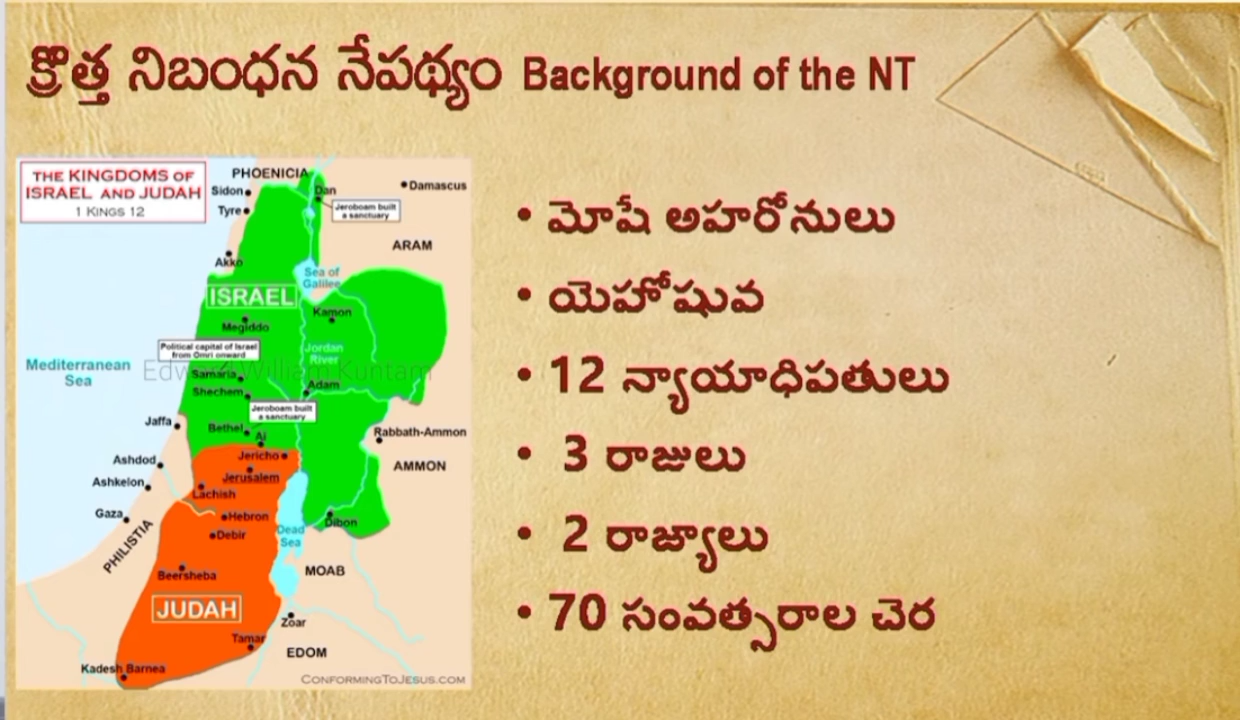 క్రొత్త నిబంధన నేపథ్యం Background of the NT
THE KINGDOMS OF
ISRAEL AND JUDAH
1 KINGS 12
PHOENICIA
Sidon
Dan
Damascus
Tyre
Jeroboam built
a sanctuary
ARAM
Akko
Sea of
Galilee
ISRAEL
Kamon
Megiddo
Political capital of Israel
from Omri onward
Jordan
River
Mediterranean
Sea
Edward William Kuntam
Samaria
Shechem
Adam
Jeroboam built
a sanctuary
Jaffa
Bethel
Ai
Rabbath-Ammon
Jericho
Ashdod
AMMON
Jerusalem
Ashkelon
Lachish
Gaza
Hebron
Dibon
Debir
Dead
Sea
PHILISTIA
MOAB
Beersheba
JUDAH
Zoar
Tamar
EDOM
Kadesh Barnea
CONFORMINGTOJESUS.COM
• మోషే అహరోనులు
• యెహోషువ
• 12 న్యాయాధిపతులు
• 3 రాజులు
• 2 రాజ్యాలు
• 70 సంవత్సరాల చెర